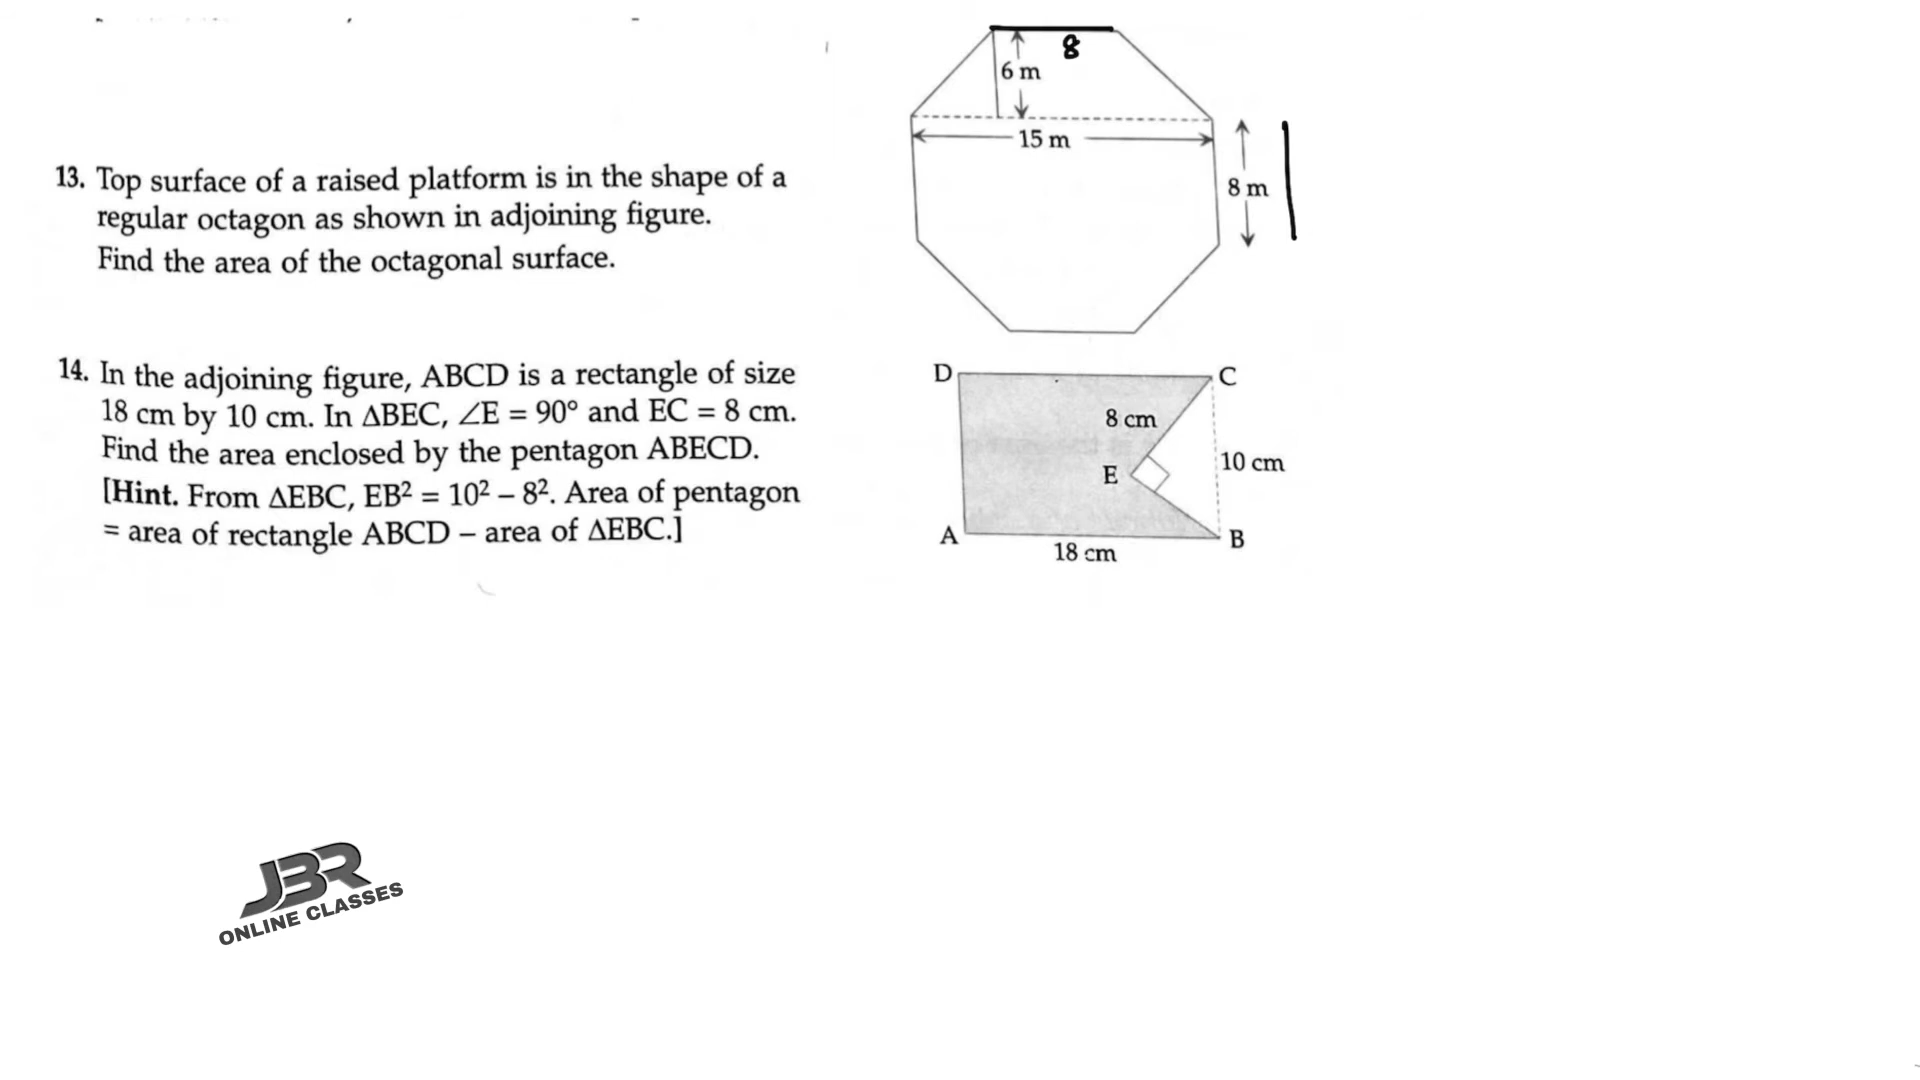 8
6 m
15 m
8 m
13. Top surface of a raised platform is in the shape of a
regular octagon as shown in adjoining figure.
Find the area of the octagonal surface.
14. In the adjoining figure, ABCD is a rectangle of size
18 cm by 10 cm. In ΔBEC, ∠E = 90° and EC = 8 cm.
Find the area enclosed by the pentagon ABECD.
[Hint. From ΔEBC, EB² = 10² – 8². Area of pentagon
= area of rectangle ABCD – area of ΔEBC.]
D
C
8 cm
10 cm
E
A
B
18 cm
JBR
ONLINE CLASSES